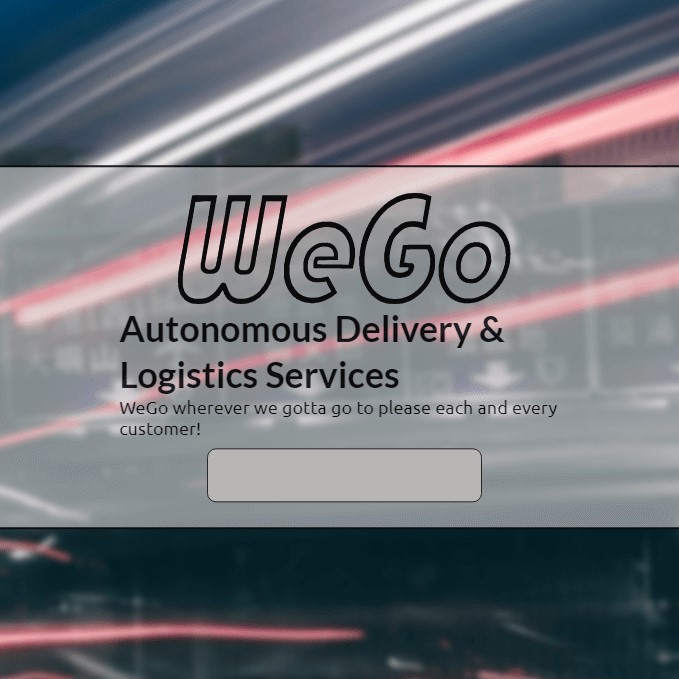 WeGo
Autonomous Delivery &
Logistics Services
WeGo wherever we gotta go to please each and every
customer!